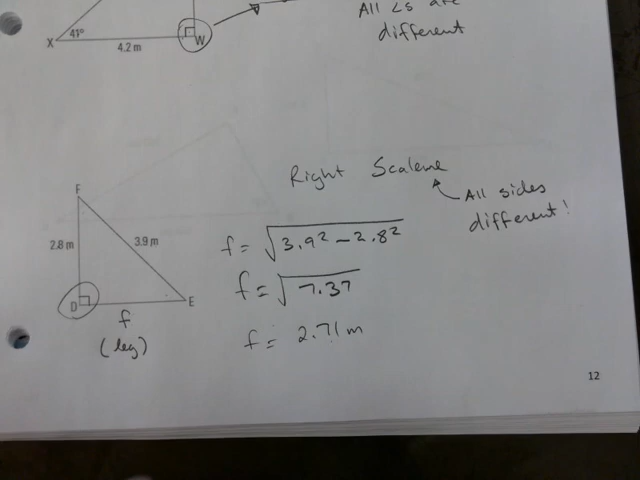 All ∠s are
different
X 41° W
4.2 m
Right Scalene
All sides
different!
F
2.8 m 3.9 m
D E
f
(leg)
f = √3.9² - 2.8²
f = √7.37
f = 2.71 m
12